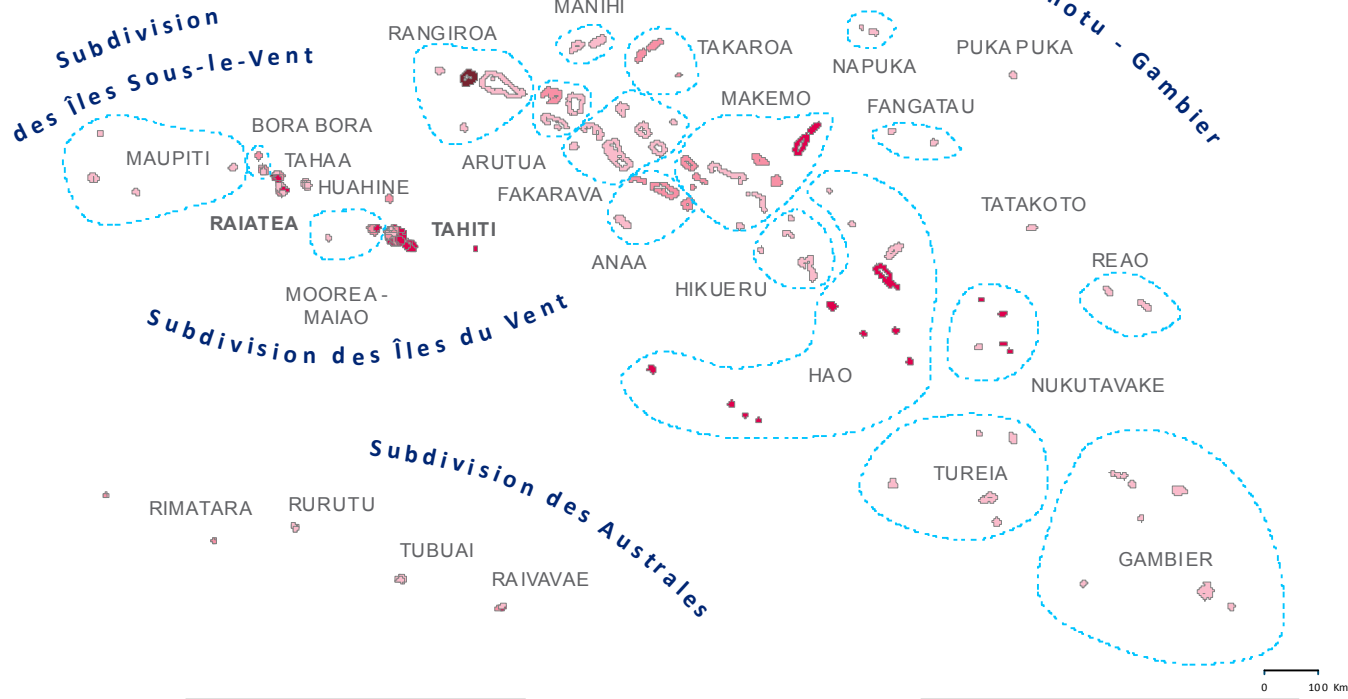 MANIHI
Subdivision
des Îles Sous-le-Vent
RANGIROA
TAKAROA
NAPUKA
PUKA PUKA
- Gambier
MAKEMO
FANGATAU
BORA BORA
MAUPITI
TAHAA
HUAHINE
ARUTUA
FAKARAVA
RAIATEA
TAHITI
TATAKOTO
ANAA
REAO
HIKUERU
MOOREA -
MAIAO
Subdivision des Îles du Vent
HAO
NUKUTAVAKE
Subdivision des Australes
TUREIA
RIMATARA
RURUTU
TUBUAI
RAIVAVAE
GAMBIER
0 100 Km